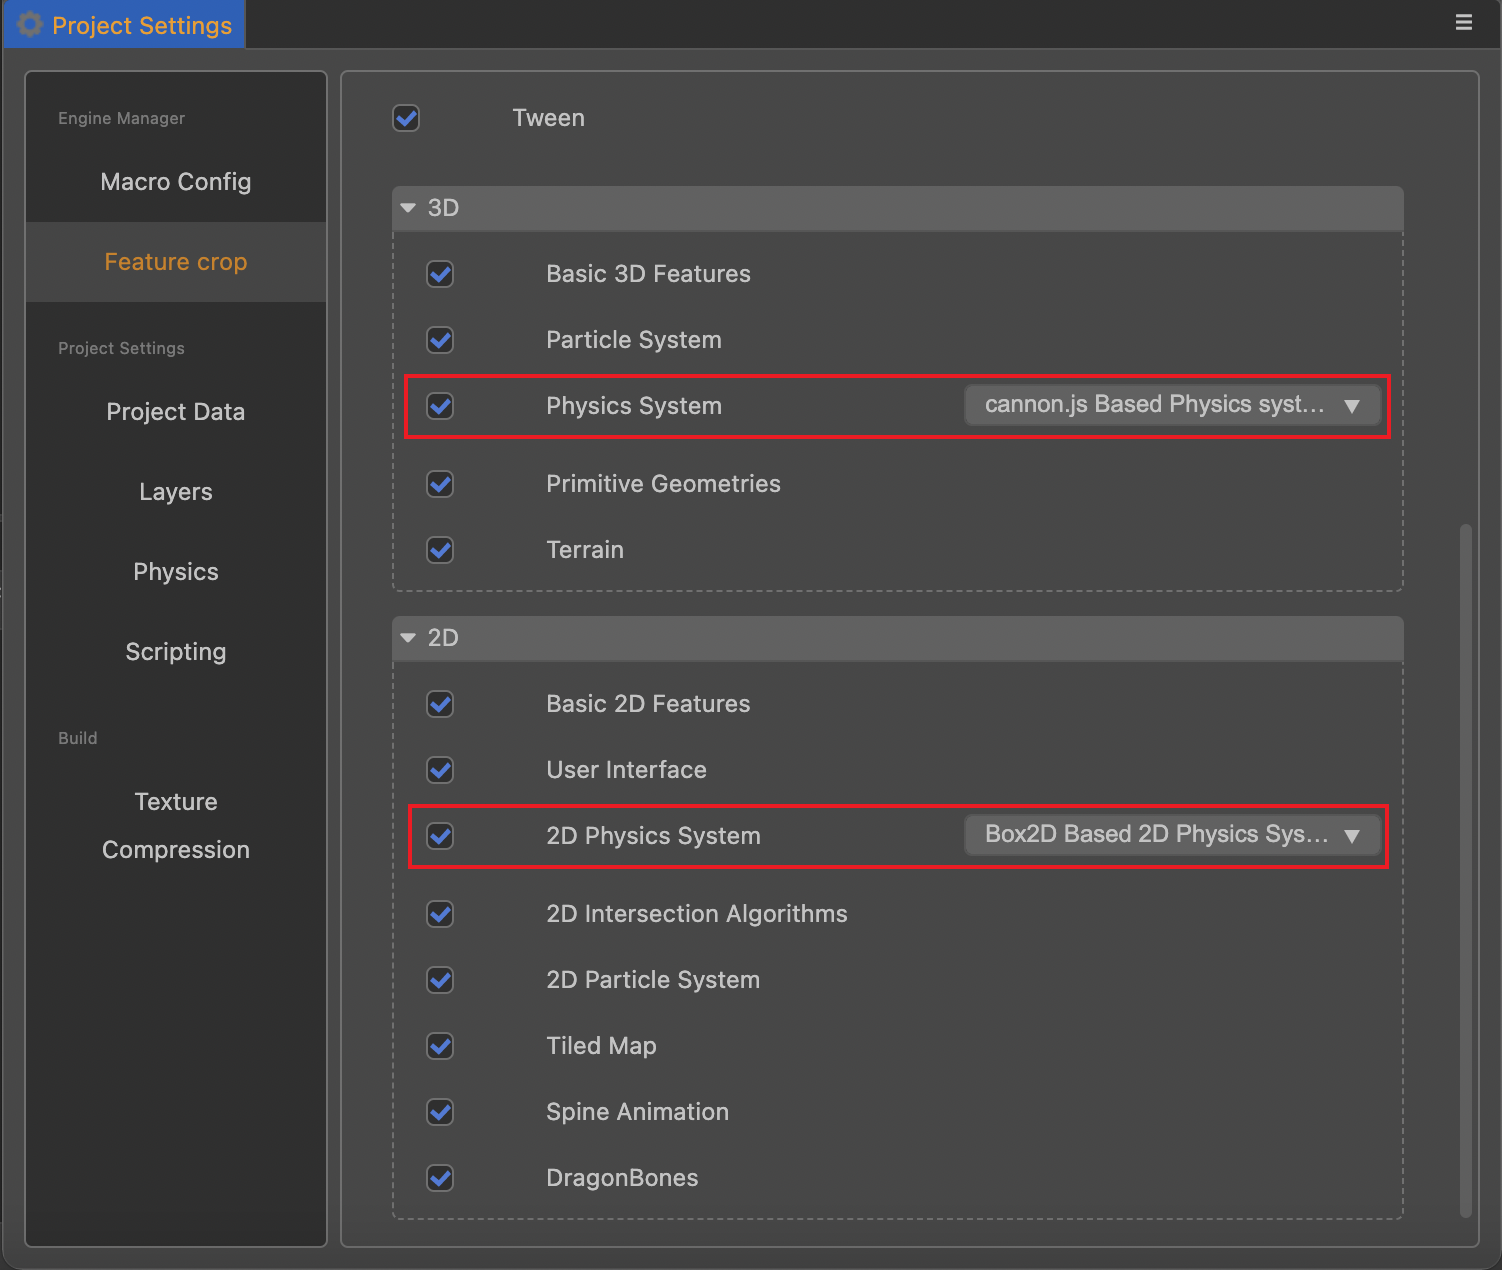 Project Settings
Engine Manager
Macro Config
Feature crop
Project Settings
Project Data
Layers
Physics
Scripting
Build
Texture
Compression
Tween
3D
Basic 3D Features
Particle System
Physics System
cannon.js Based Physics syst...
Primitive Geometries
Terrain
2D
Basic 2D Features
User Interface
2D Physics System
Box2D Based 2D Physics Sys...
2D Intersection Algorithms
2D Particle System
Tiled Map
Spine Animation
DragonBones